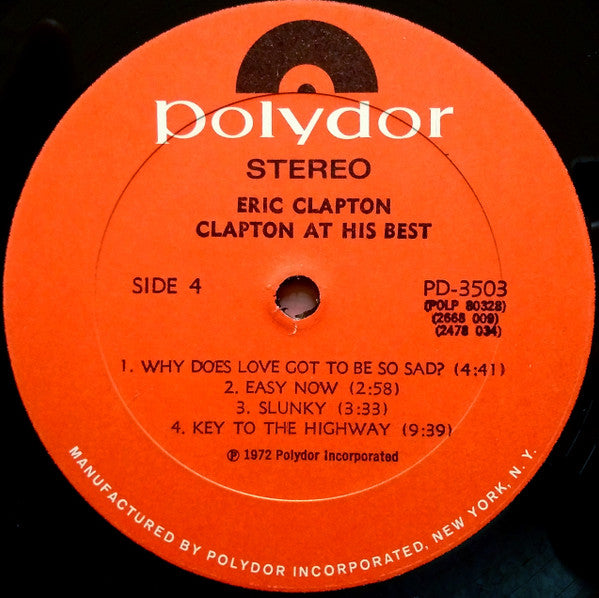 polydor
STEREO
ERIC CLAPTON
CLAPTON AT HIS BEST
SIDE 4
PD-3503
(POLP 80328)
(2668 009)
(2478 034)
1. WHY DOES LOVE GOT TO BE SO SAD? (4:41)
2. EASY NOW (2:58)
3. SLUNKY (3:33)
4. KEY TO THE HIGHWAY (9:39)
℗ 1972 Polydor Incorporated
MANUFACTURED BY POLYDOR INCORPORATED, NEW YORK, N. Y.